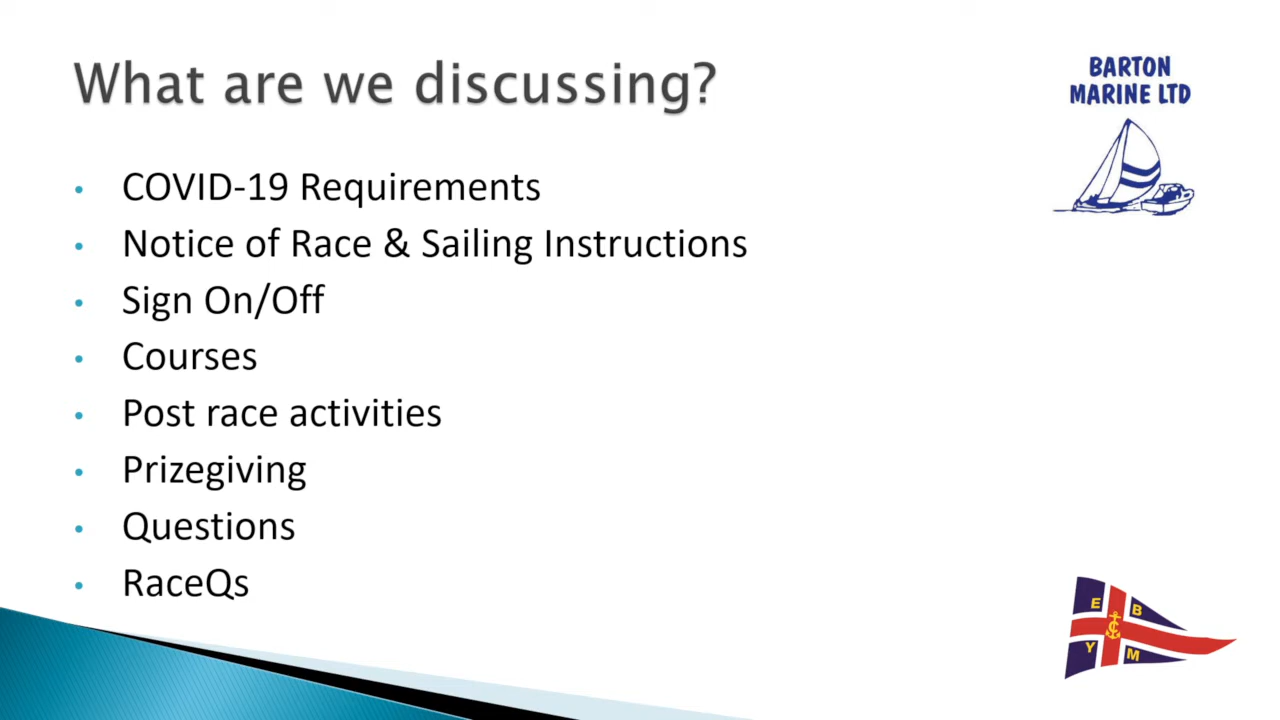 What are we discussing?
BARTON
MARINE LTD
• COVID-19 Requirements
• Notice of Race & Sailing Instructions
• Sign On/Off
• Courses
• Post race activities
• Prizegiving
• Questions
• RaceQs
E B
Y M